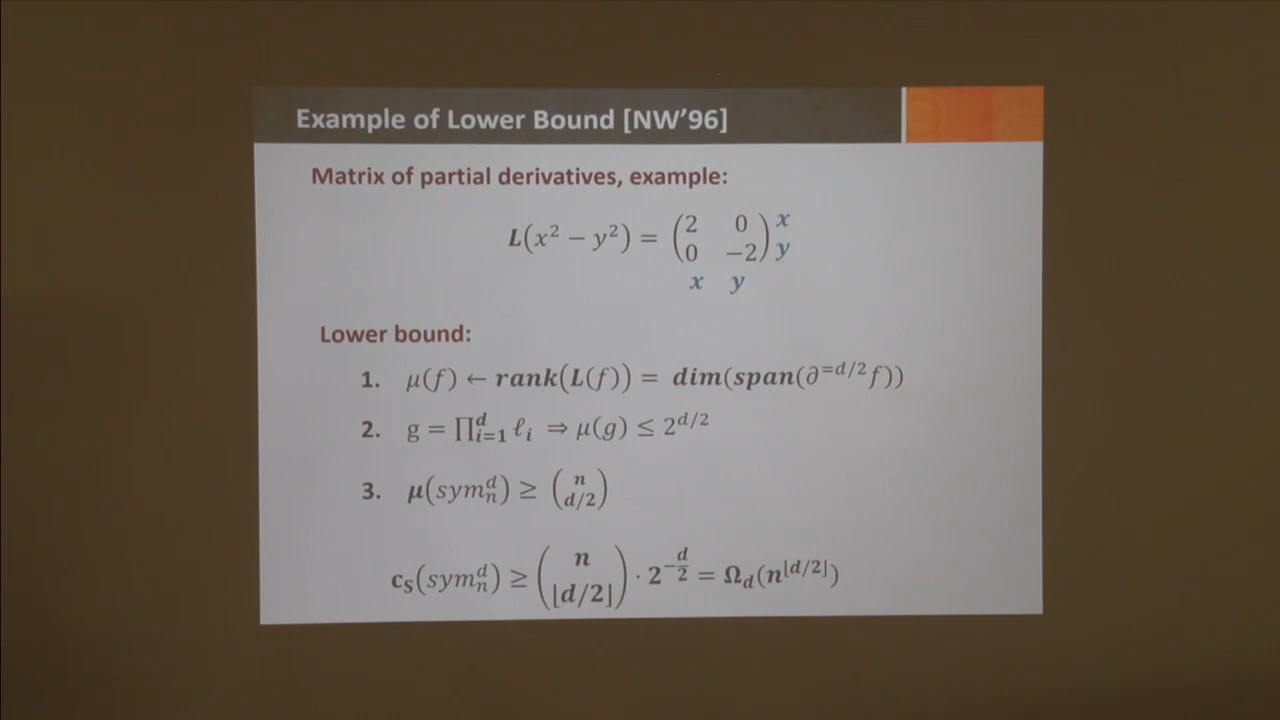 Example of Lower Bound [NW'96]
Matrix of partial derivatives, example:
L(x² − y²) = (2 0; 0 −2) x y
x y
Lower bound:
1. μ(f) ← rank(L(f)) = dim(span(∂^{=d/2} f))
2. g = ∏_{i=1}^{d} ℓ_i ⇒ μ(g) ≤ 2^{d/2}
3. μ(sym_n^d) ≥ (n d/2)
c_S(sym_n^d) ≥ (n ⌊d/2⌋) · 2^{−d/2} = Ω_d(n^{⌊d/2⌋})